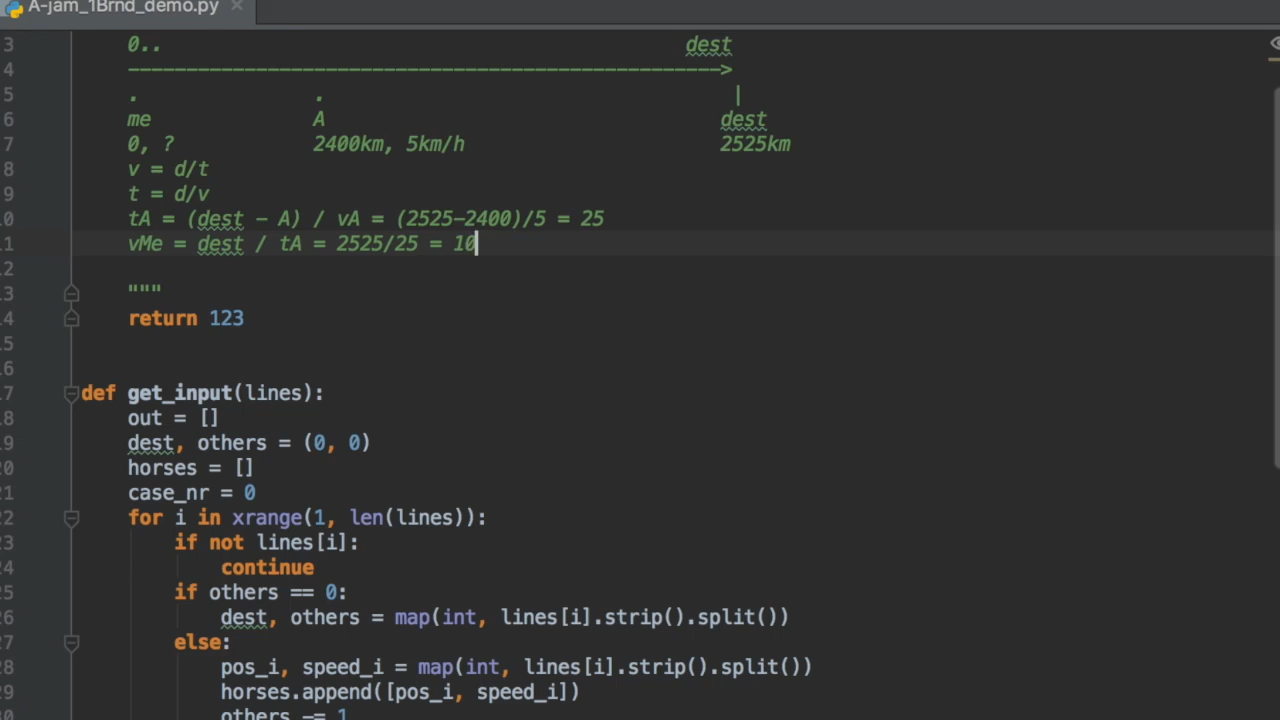 A-jam_1Brnd_demo.py
3 0.. dest
4 ---------------------------------------------------->
5 . . |
6 me A dest
7 0, ? 2400km, 5km/h 2525km
8 v = d/t
9 t = d/v
0 tA = (dest - A) / vA = (2525-2400)/5 = 25
1 vMe = dest / tA = 2525/25 = 10
2
3 """
4 return 123
5
6
7 def get_input(lines):
8 out = []
9 dest, others = (0, 0)
0 horses = []
1 case_nr = 0
2 for i in xrange(1, len(lines)):
3 if not lines[i]:
4 continue
5 if others == 0:
6 dest, others = map(int, lines[i].strip().split())
7 else:
8 pos_i, speed_i = map(int, lines[i].strip().split())
9 horses.append([pos_i, speed_i])
0 others -= 1